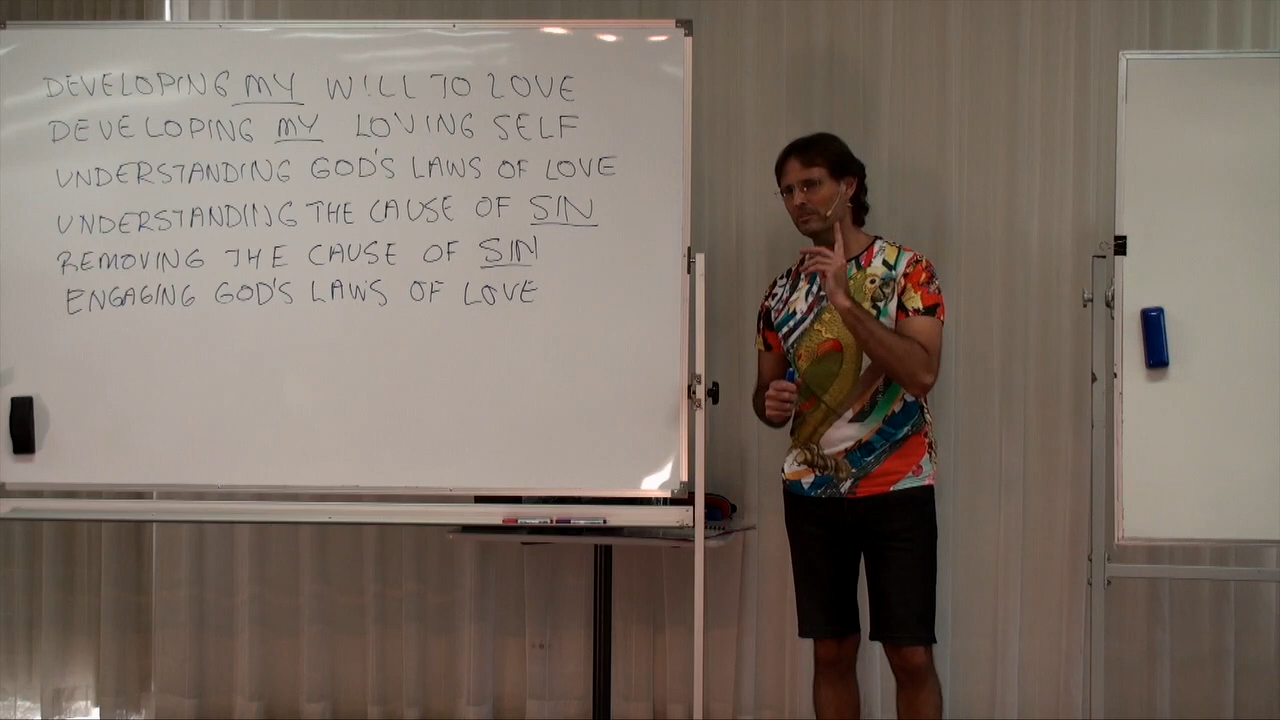 DEVELOPING MY WILL TO LOVE
DEVELOPING MY LOVING SELF
UNDERSTANDING GOD'S LAWS OF LOVE
UNDERSTANDING THE CAUSE OF SIN
REMOVING THE CAUSE OF SIN
ENGAGING GOD'S LAWS OF LOVE